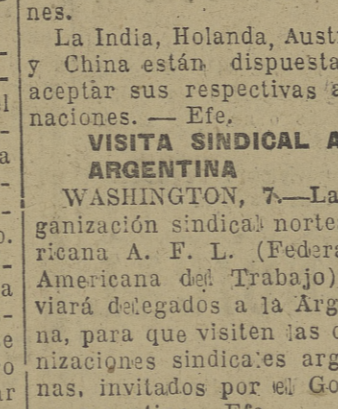 nes.
La India, Holanda, Aust
y China están dispuesta
aceptar sus respectivas a
naciones. — Efe.
VISITA SINDICAL A
ARGENTINA
WASHINGTON, 7.—La
ganización sindical norte
ricana A. F. L. (Federa
Americana del Trabajo)
viará delegados a la Arg
na, para que visiten las o
nizaciones sindicales arg
nas, invitados por el Go
Efe